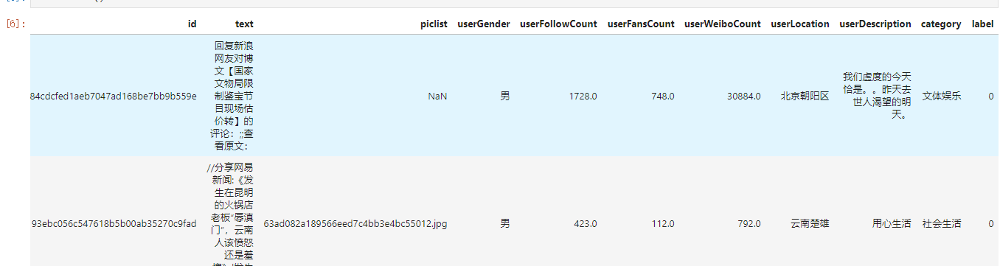 [6]:
id text piclist userGender userFollowCount userFansCount userWeiboCount userLocation userDescription category label
回复新浪
网友对博
文【国家
文物局限
制鉴宝节
目现场估
价转】的
评论：;;查
看原文：
84cdcfed1aeb7047ad168be7bb9b559e
NaN
男
1728.0
748.0
30884.0
北京朝阳区
我们虚度的今天
恰是。。昨天去
世人渴望的明
天。
文体娱乐
0
//分享网易
新闻:《发
生在昆明
的火锅店
老板“辱滇
门”，云南
人该愤怒
还是羞
93ebc056c547618b5b00ab35270c9fad
63ad082a189566eed7c4bb3e4bc55012.jpg
男
423.0
112.0
792.0
云南楚雄
用心生活
社会生活
0